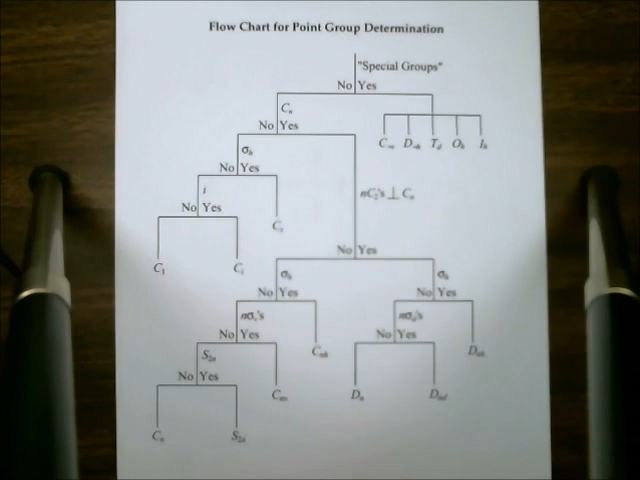 Flow Chart for Point Group Determination
"Special Groups"
No Yes
Cₙ
No Yes
C∞ᵥ D∞ₕ T_d Oₕ Iₕ
σₕ
No Yes
i
nC₂'s ⊥ Cₙ
No Yes
Cₛ
No Yes
C₁ Cᵢ
σₕ σₕ
No Yes No Yes
nσᵥ's nσ_d's
No Yes No Yes
S₂ₙ Cₙₕ Dₙₕ
No Yes
Cₙᵥ Dₙ Dₙd
Cₙ S₂ₙ